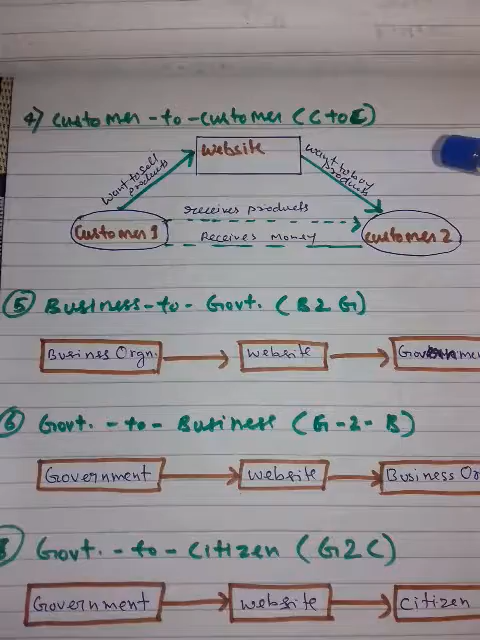 4) Customer-to-customer (C to C)
website
Want to sell products
Want to buy products
receives products
Customer 1
customer 2
Receives Money
⑤ Business-to-Govt. (B2G)
Business Orgn.
website
⑥ Govt.-to-Business (G-2-B)
Government
website
Business Or
Govt.-to-citizen (G2C)
Government
website
citizen